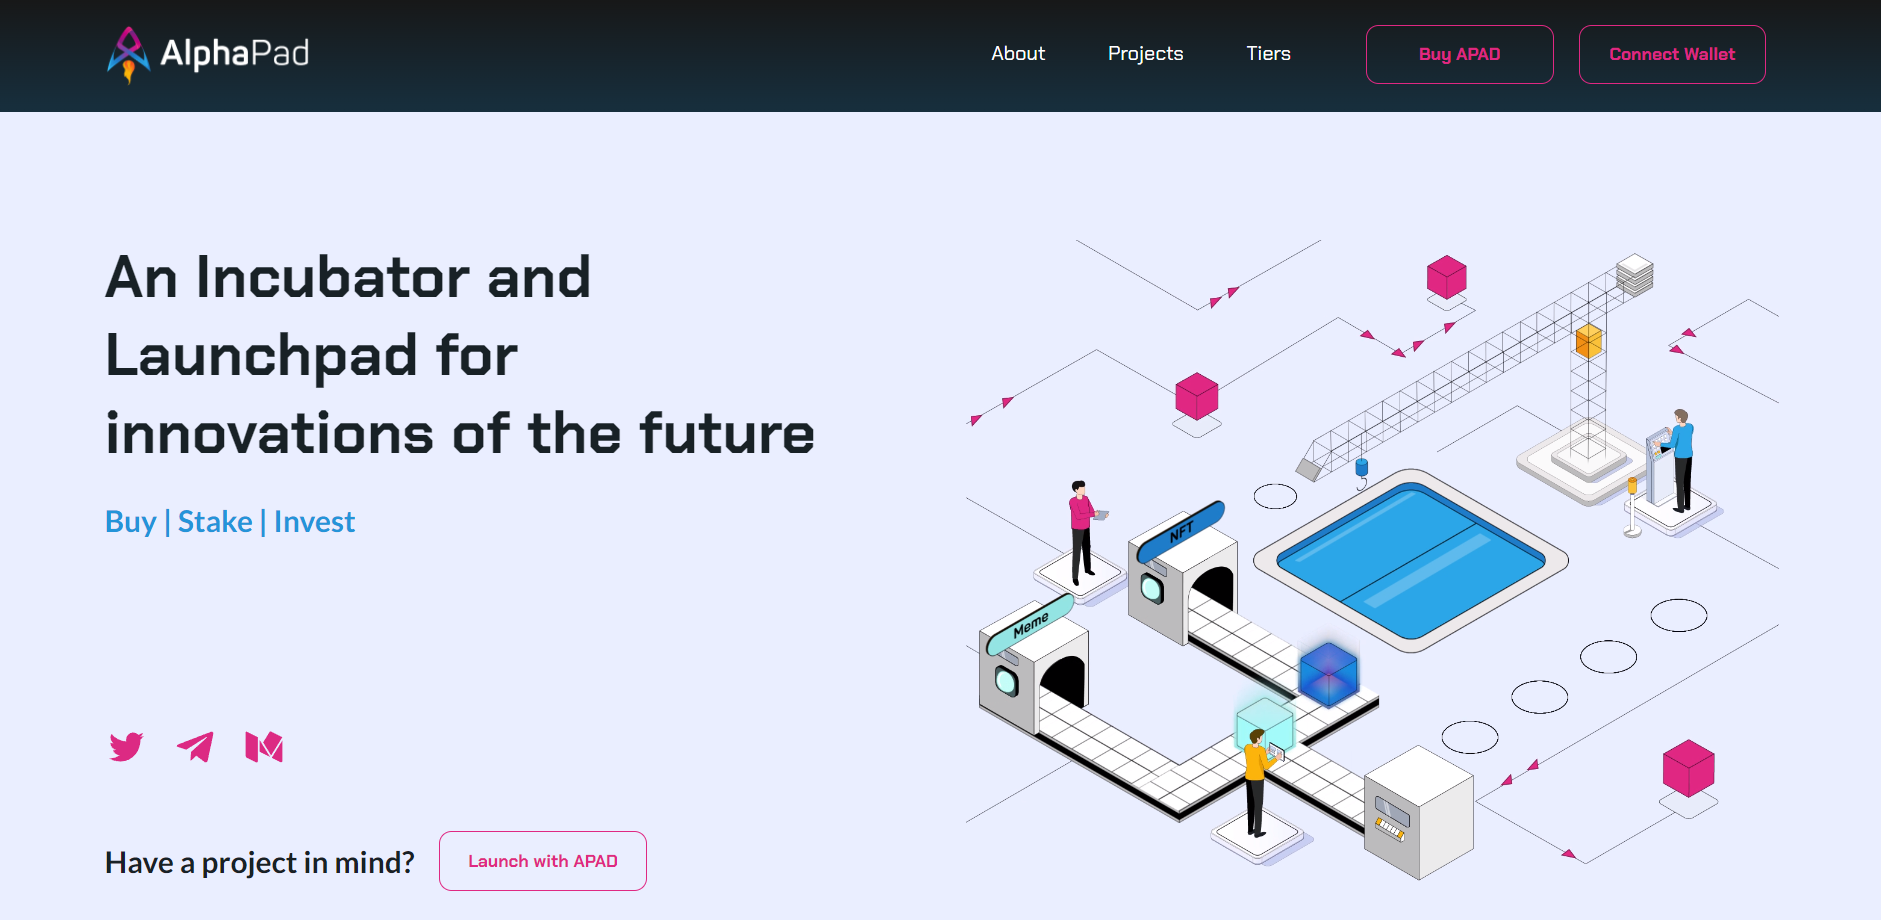 AlphaPad
About
Projects
Tiers
Buy APAD
Connect Wallet
An Incubator and
Launchpad for
innovations of the future
Buy | Stake | Invest
NFT
Meme
Have a project in mind?
Launch with APAD